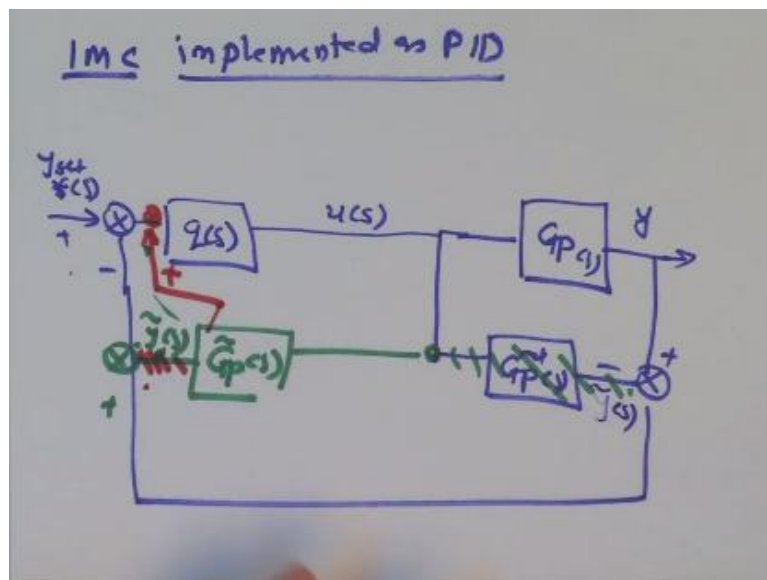 IMC implemented as PID
yset
+
-
q(s)
u(s)
Gp(s)
y
+
ỹ(s)
G̃p(s)
G̃p(s)
-
+
ỹ(s)
+